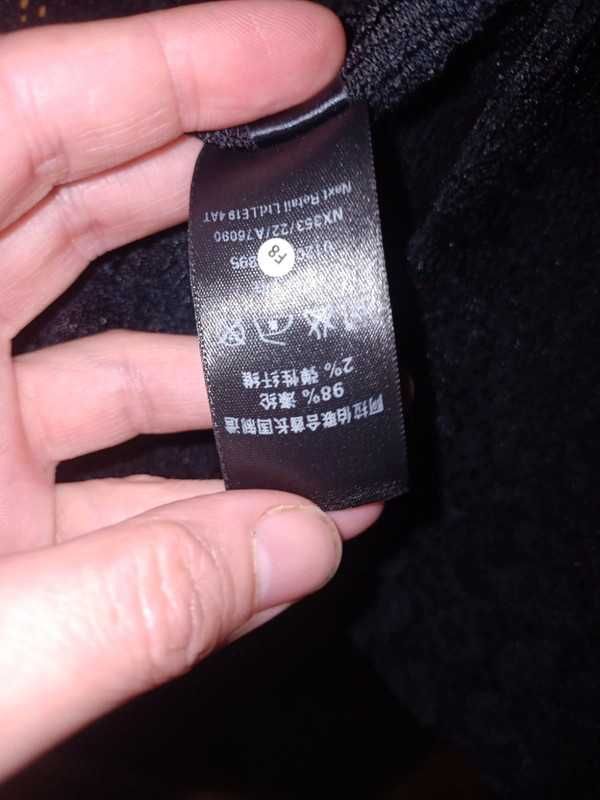 阿拉伯联合酋长国制造
98% 涤纶
2% 弹性纤维
NX353/22/A76090
Next Retail Ltd.LE19 4AT